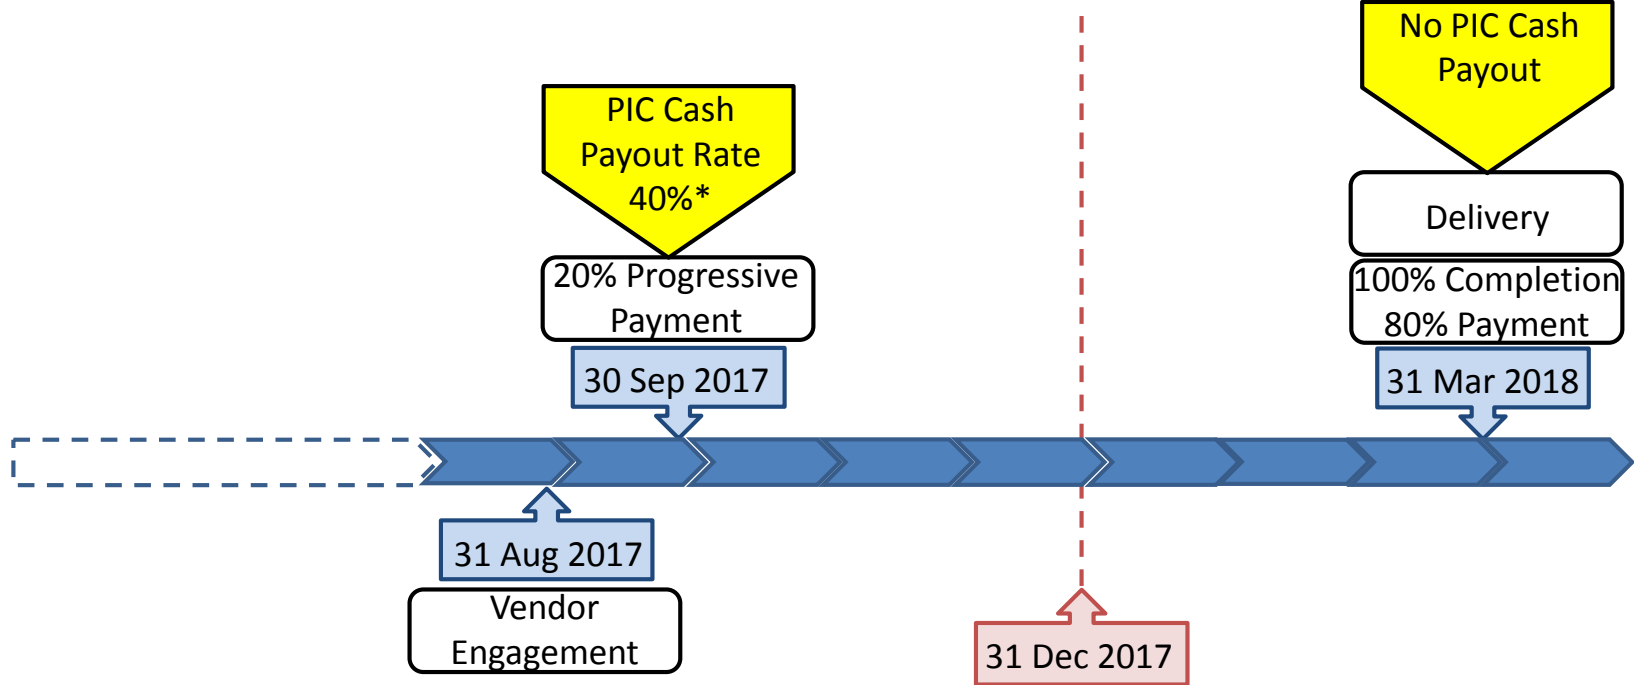 No PIC Cash
Payout
PIC Cash
Payout Rate
40%*
Delivery
20% Progressive
Payment
100% Completion
80% Payment
30 Sep 2017
31 Mar 2018
31 Aug 2017
Vendor
Engagement
31 Dec 2017